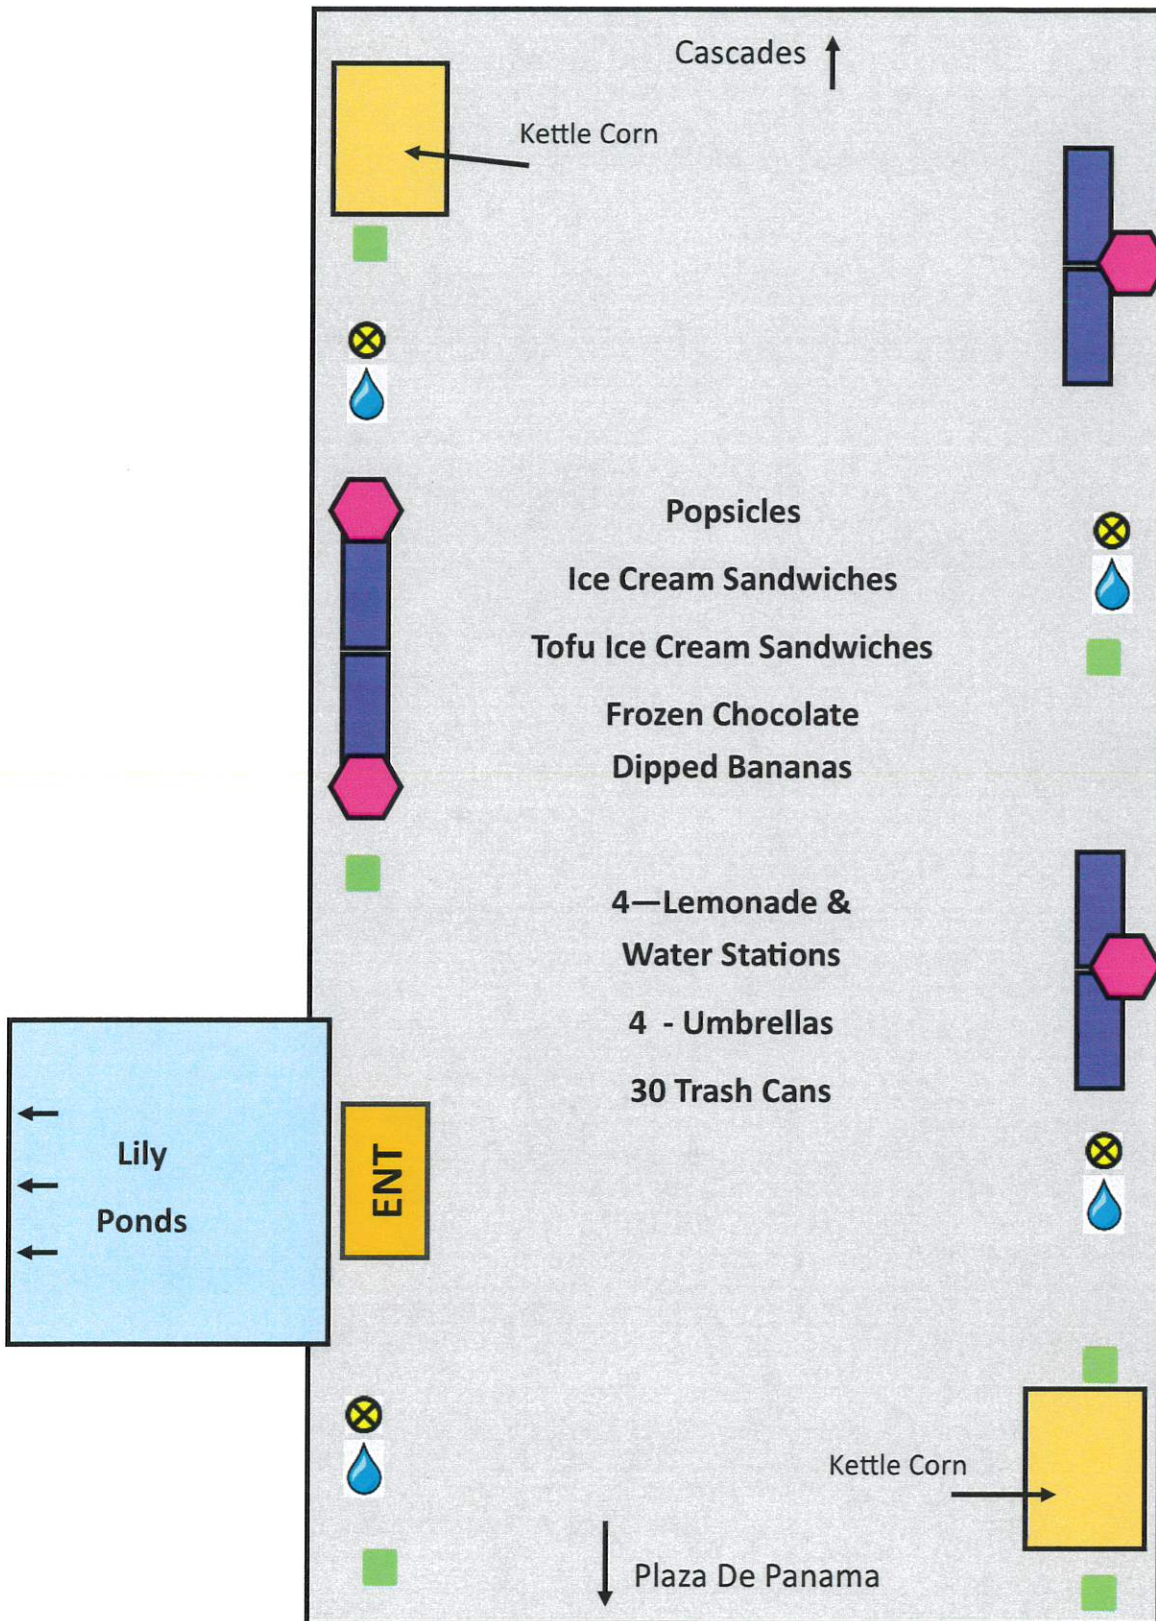 Cascades
Kettle Corn
Popsicles
Ice Cream Sandwiches
Tofu Ice Cream Sandwiches
Frozen Chocolate
Dipped Bananas
4—Lemonade &
Water Stations
4 - Umbrellas
30 Trash Cans
Lily
Ponds
ENT
Kettle Corn
Plaza De Panama